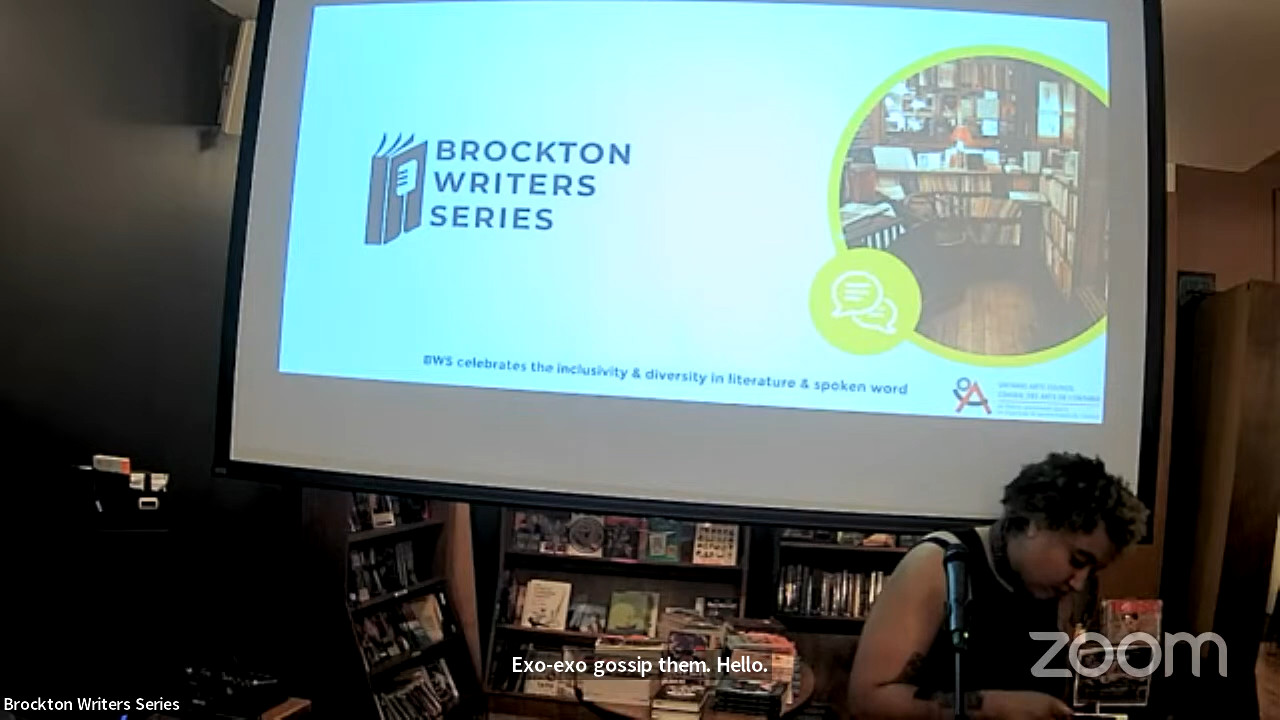 BROCKTON
WRITERS
SERIES
BWS celebrates the inclusivity & diversity in literature & spoken word
ONTARIO ARTS COUNCIL
CONSEIL DES ARTS DE L'ONTARIO
Exo-exo gossip them. Hello.
zoom
Brockton Writers Series